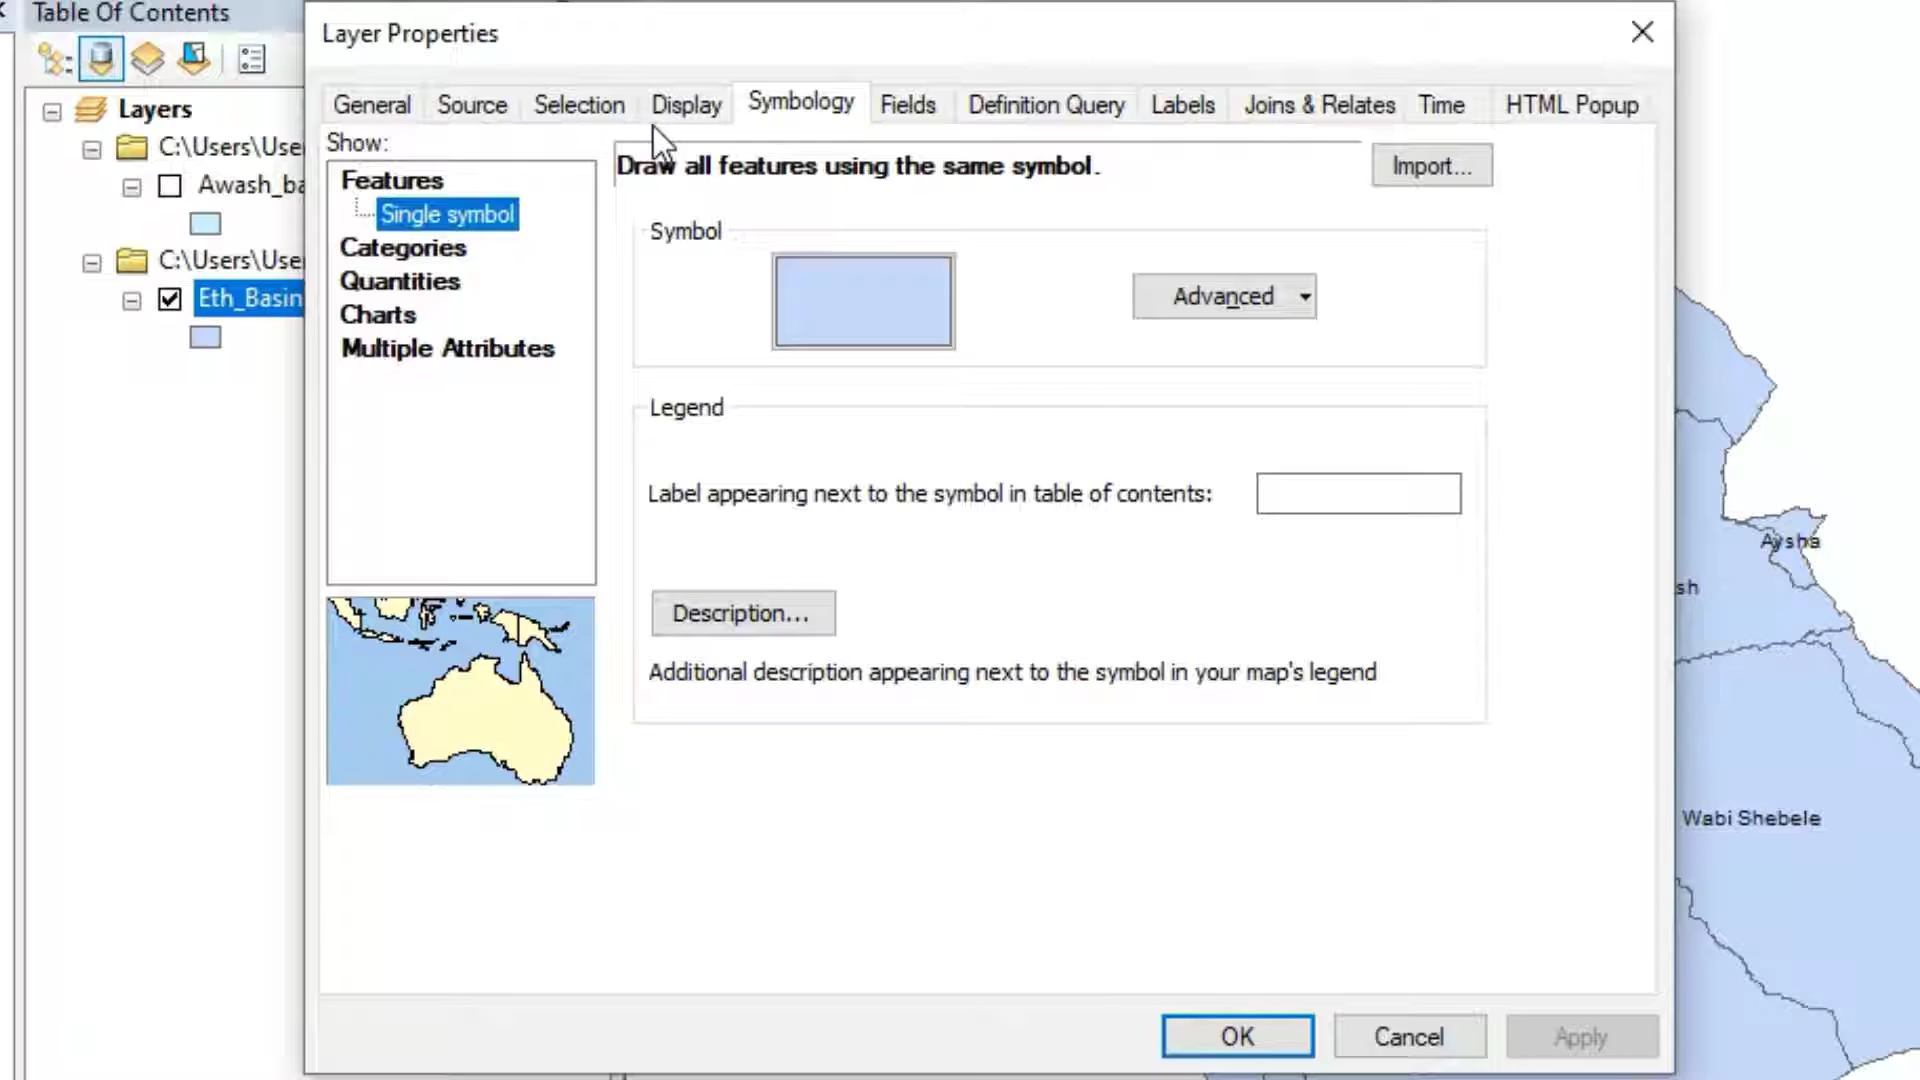 Table Of Contents
Layers
C:\Users\Use
Awash_ba
C:\Users\Use
Eth_Basin
Layer Properties
General
Source
Selection
Display
Symbology
Fields
Definition Query
Labels
Joins & Relates
Time
HTML Popup
Show:
Features
Single symbol
Categories
Quantities
Charts
Multiple Attributes
Draw all features using the same symbol.
Import...
Symbol
Advanced
Legend
Label appearing next to the symbol in table of contents:
Description...
Additional description appearing next to the symbol in your map's legend
OK
Cancel
Apply
Aysha
sh
Wabi Shebele